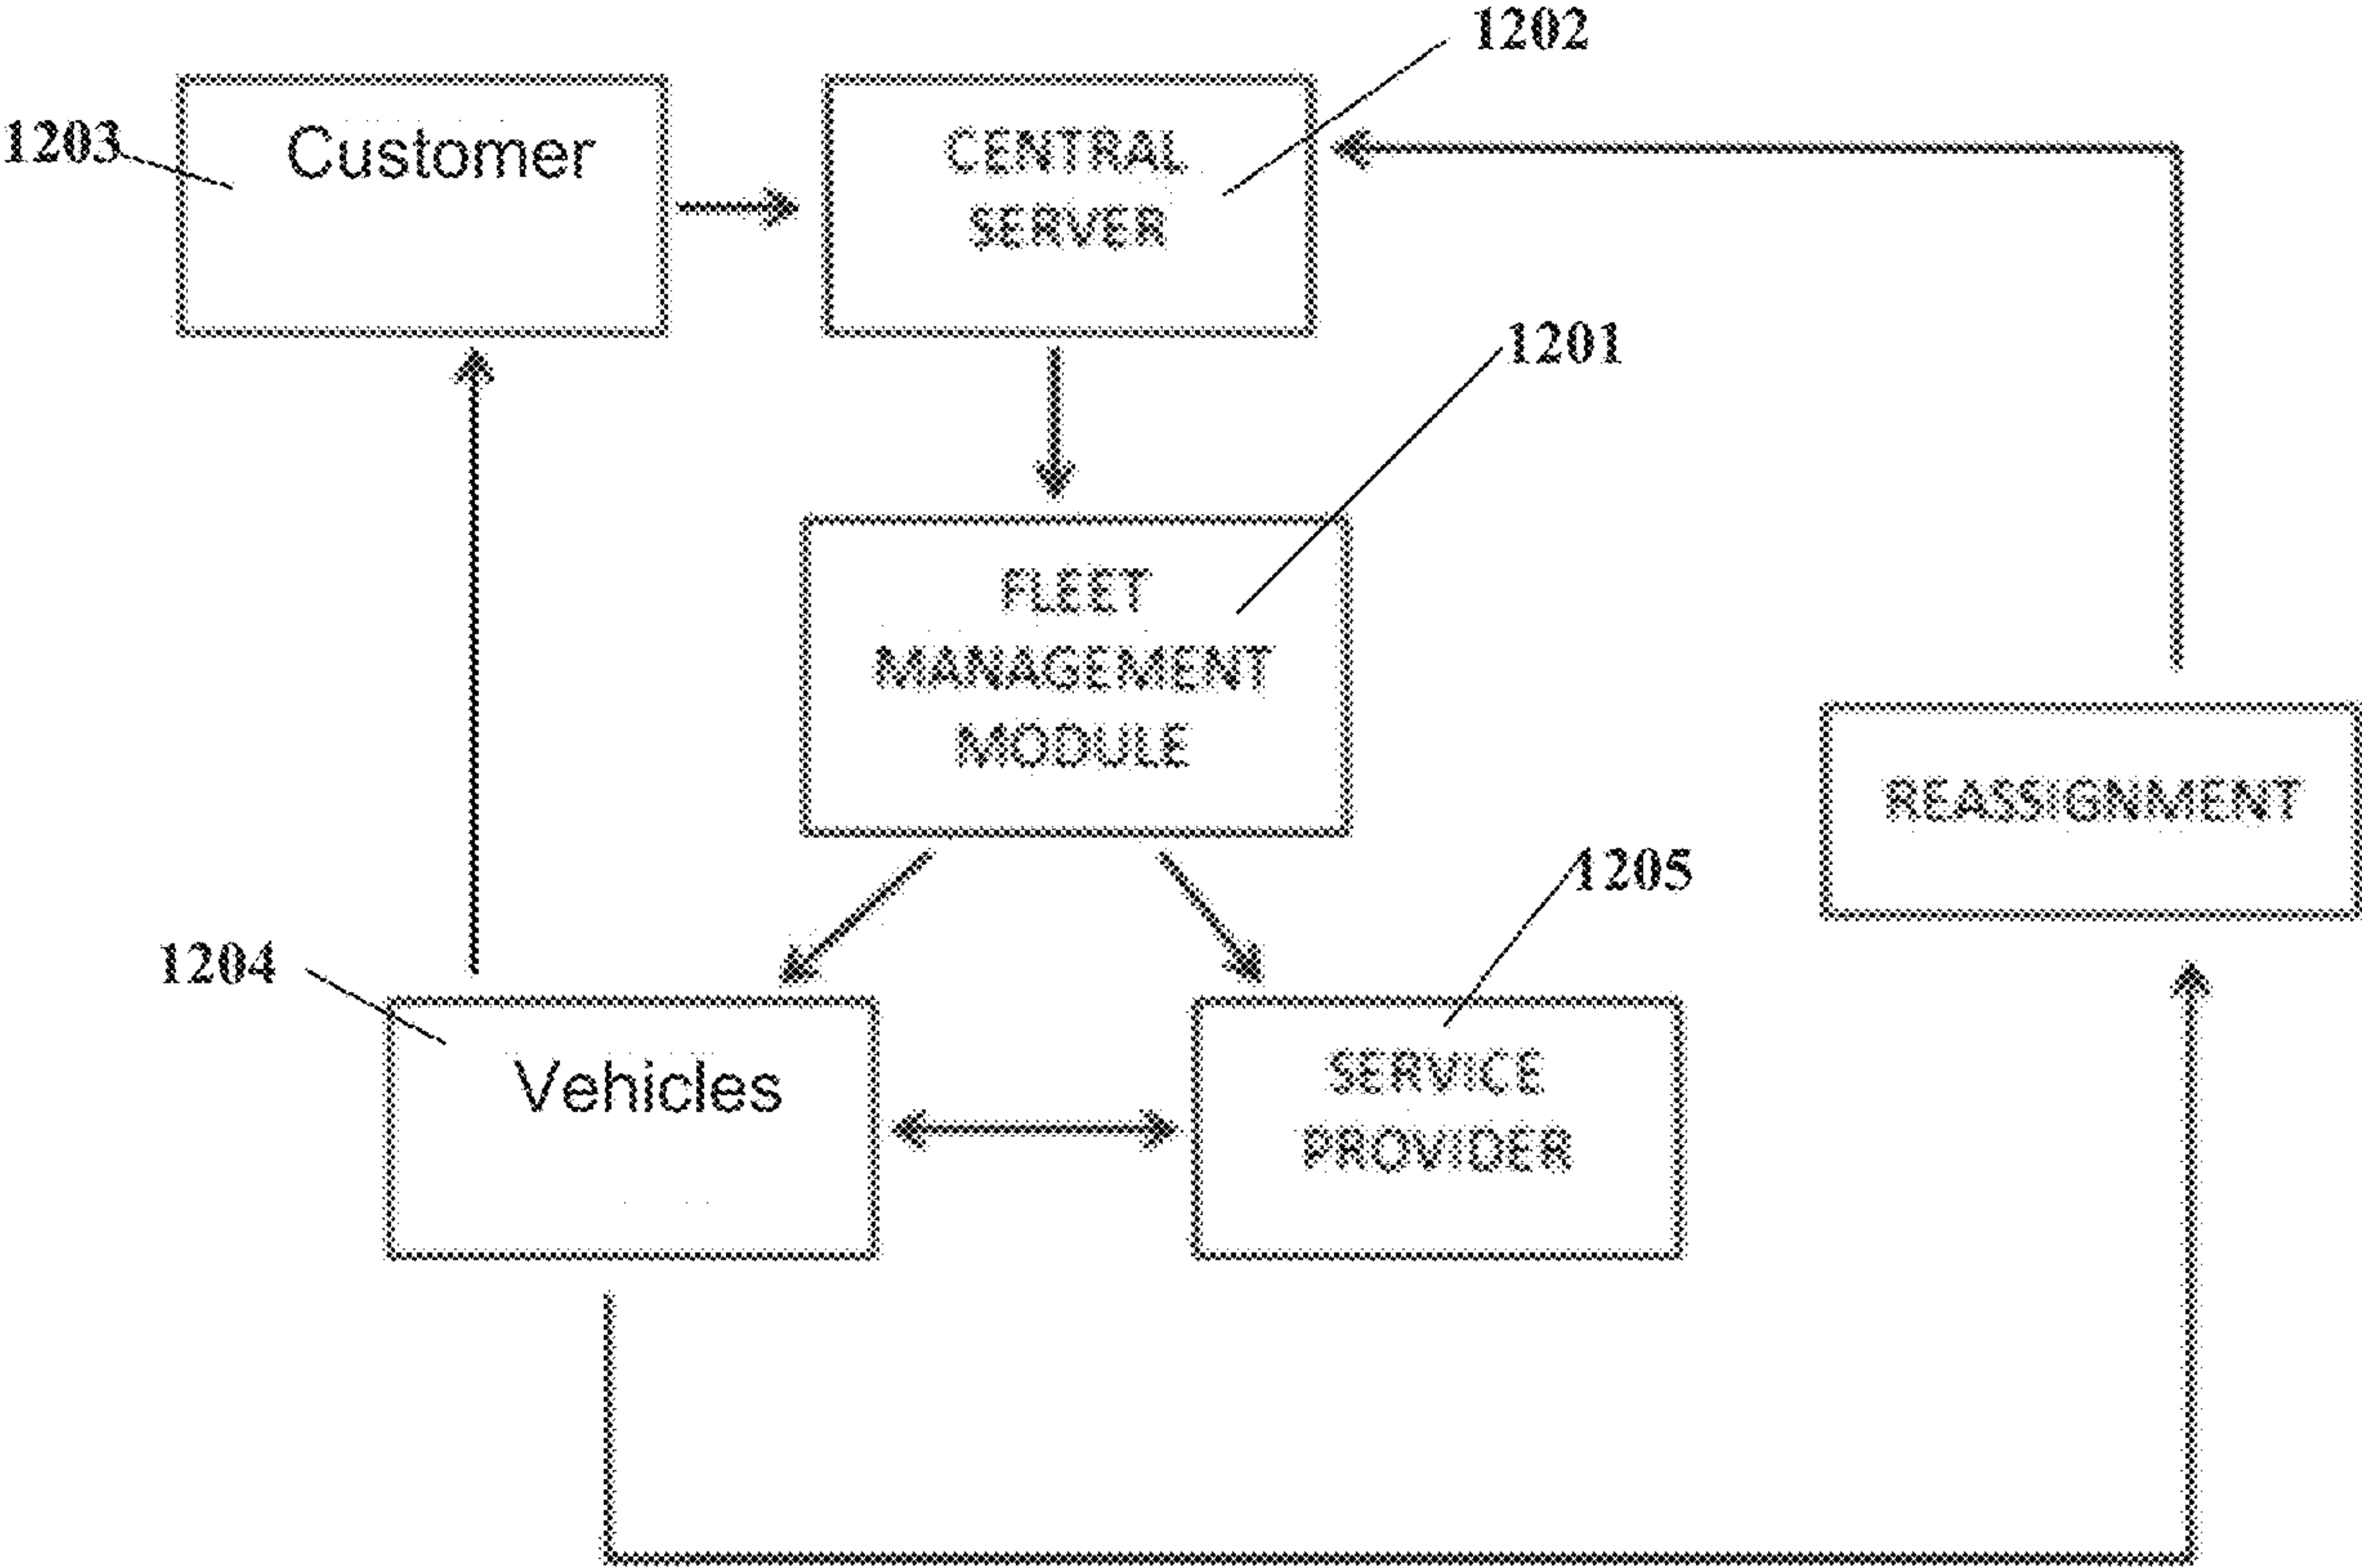 1202
1203
Customer
CENTRAL
SERVER
1201
FLEET
MANAGEMENT
MODULE
REASSIGNMENT
1205
1204
Vehicles
SERVICE
PROVIDER